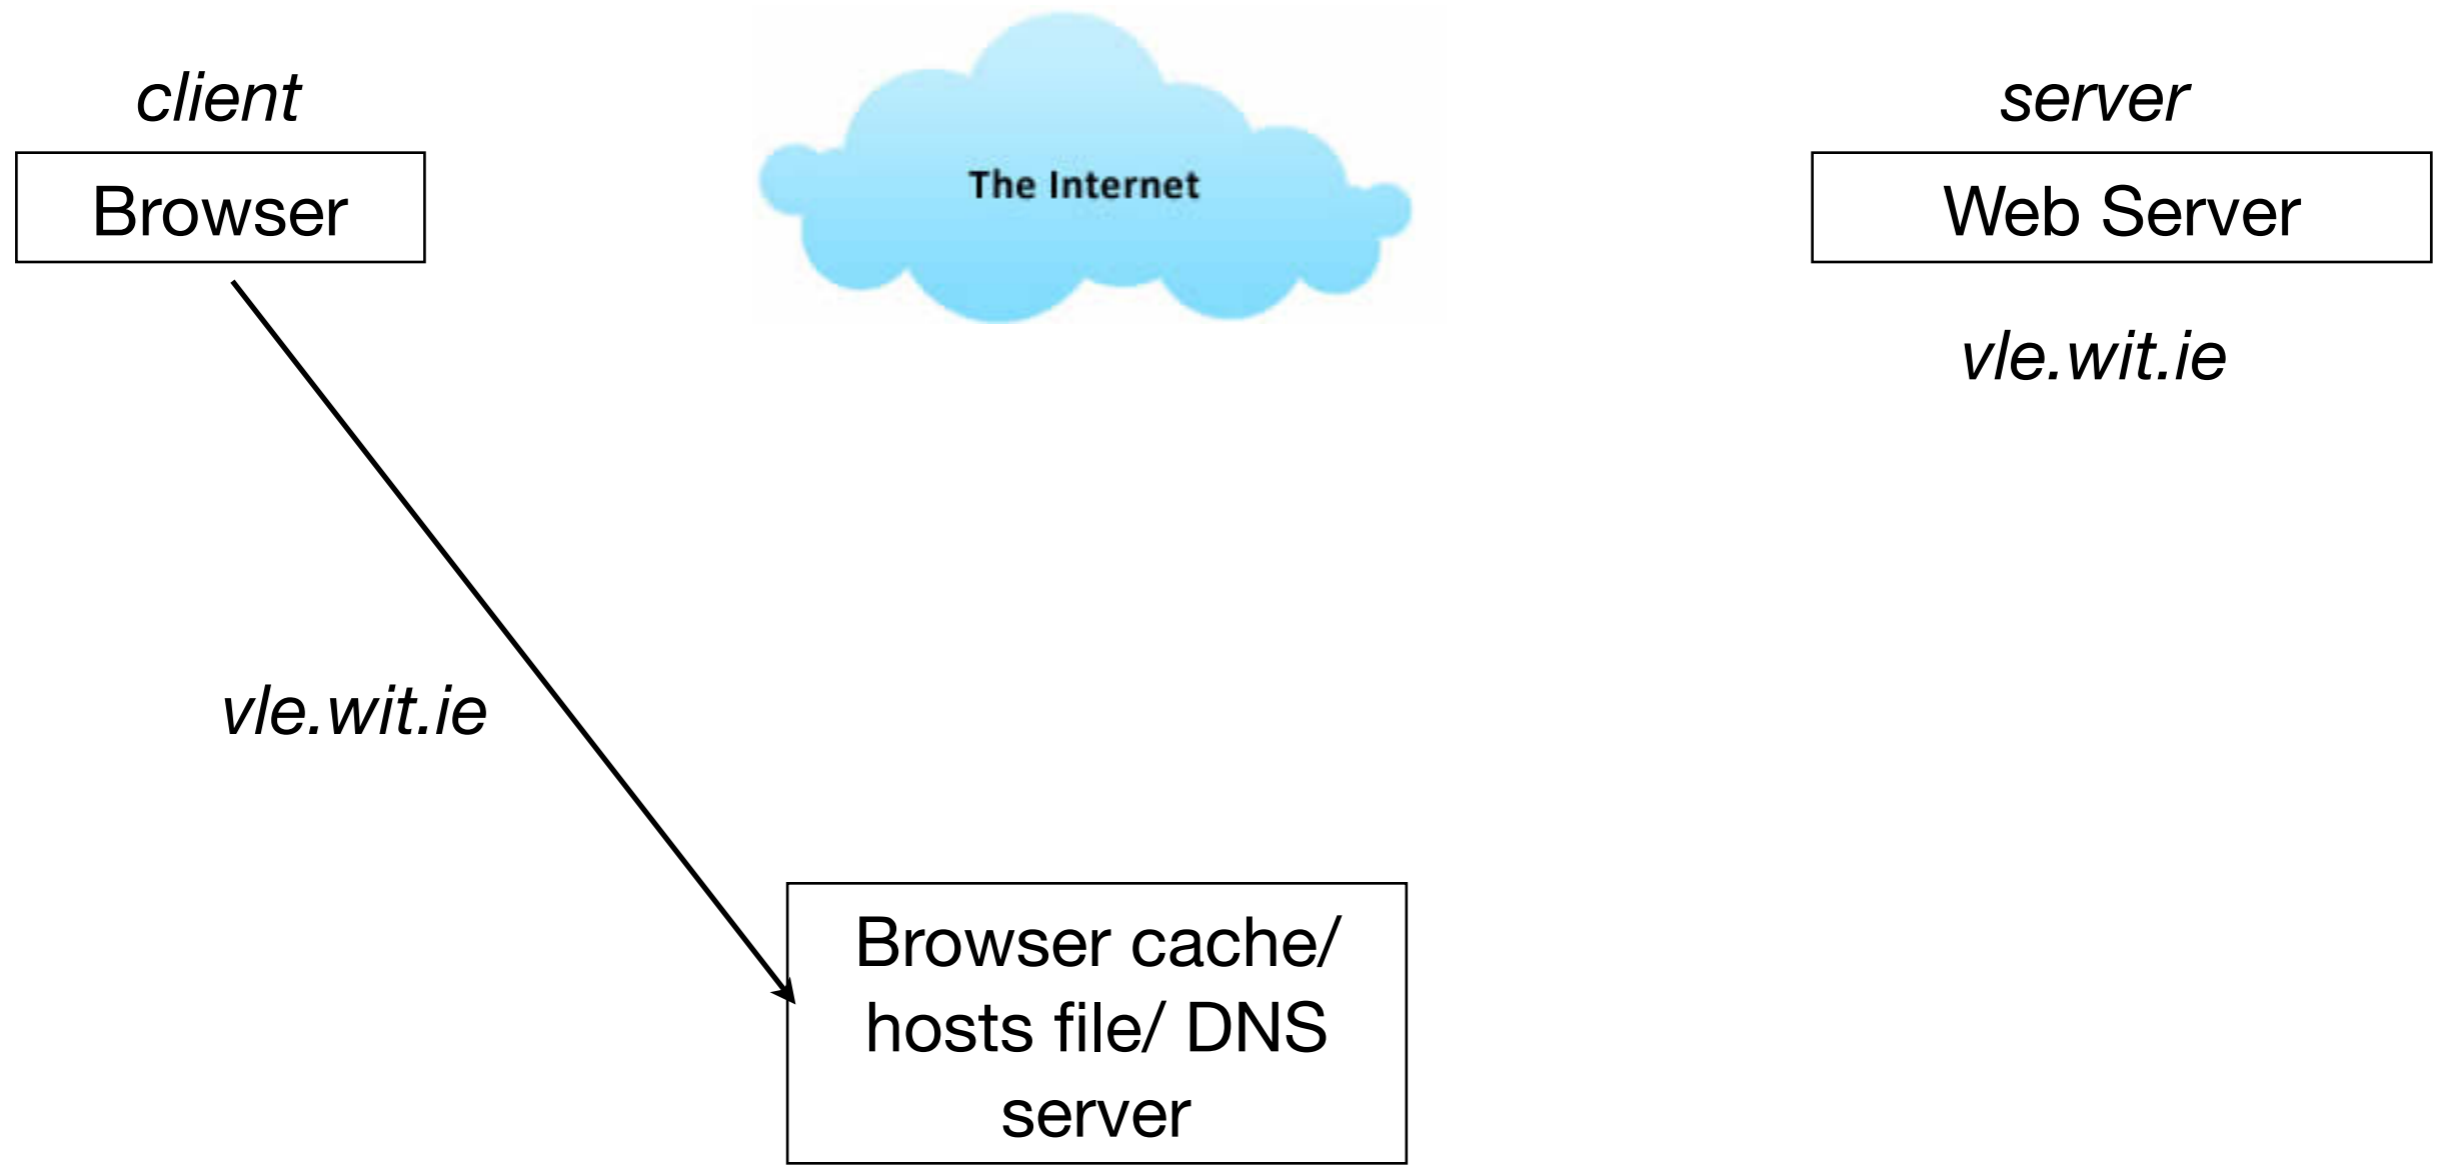 client
Browser
The Internet
server
Web Server
vle.wit.ie
vle.wit.ie
Browser cache/
hosts file/ DNS
server